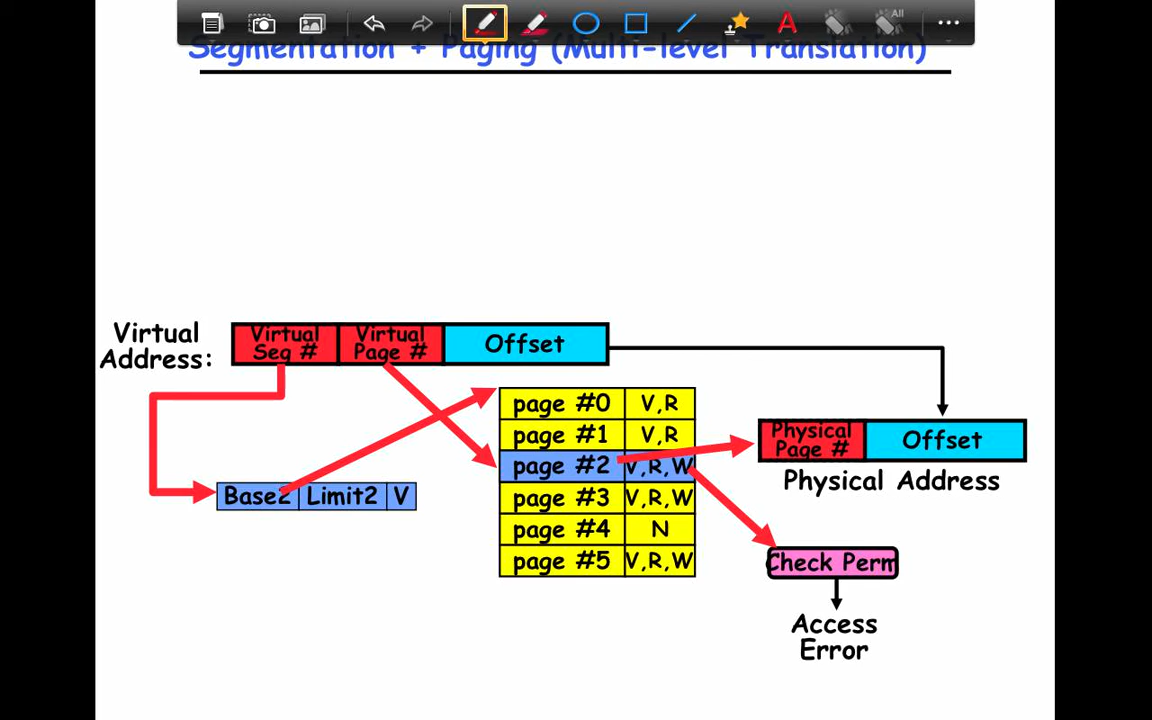 All
A
Segmentation + Paging (Multi-level Translation)
Virtual
Address:
Virtual
Seg #
Virtual
Page #
Offset
page #0 V,R
page #1 V,R
page #2 V,R,W
page #3 V,R,W
page #4 N
page #5 V,R,W
Base2 Limit2 V
Physical
Page #
Offset
Physical Address
Check Perm
Access
Error